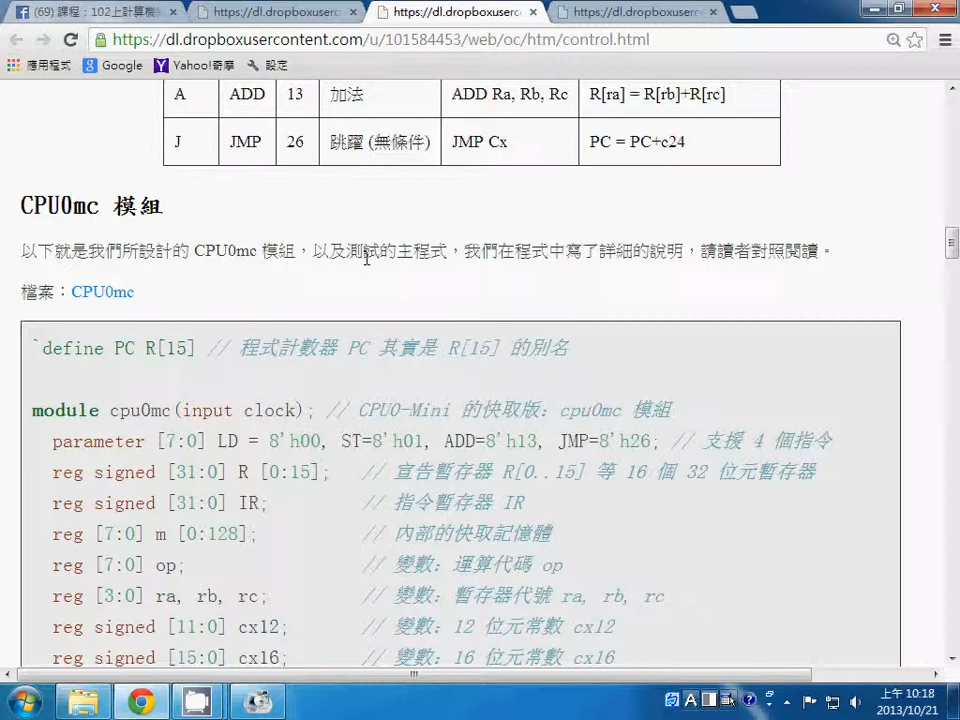 (69) 課程：102上計算機
https://dl.dropboxuserc
https://dl.dropboxuserc
https://dl.dropboxuserc
https://dl.dropboxusercontent.com/u/101584453/web/oc/htm/control.html
應用程式 Google Yahoo!奇摩 設定
A ADD 13 加法 ADD Ra, Rb, Rc R[ra] = R[rb]+R[rc]
J JMP 26 跳躍 (無條件) JMP Cx PC = PC+c24
CPU0mc 模組
以下就是我們所設計的 CPU0mc 模組，以及測試的主程式，我們在程式中寫了詳細的說明，請讀者對照閱讀。
檔案：CPU0mc
`define PC R[15] // 程式計數器 PC 其實是 R[15] 的別名
module cpu0mc(input clock); // CPU0-Mini 的快取版：cpu0mc 模組
parameter [7:0] LD = 8'h00, ST=8'h01, ADD=8'h13, JMP=8'h26; // 支援 4 個指令
reg signed [31:0] R [0:15]; // 宣告暫存器 R[0..15] 等 16 個 32 位元暫存器
reg signed [31:0] IR; // 指令暫存器 IR
reg [7:0] m [0:128]; // 內部的快取記憶體
reg [7:0] op; // 變數：運算代碼 op
reg [3:0] ra, rb, rc; // 變數：暫存器代號 ra, rb, rc
reg signed [11:0] cx12; // 變數：12 位元常數 cx12
reg signed [15:0] cx16; // 變數：16 位元常數 cx16
上午 10:18
2013/10/21